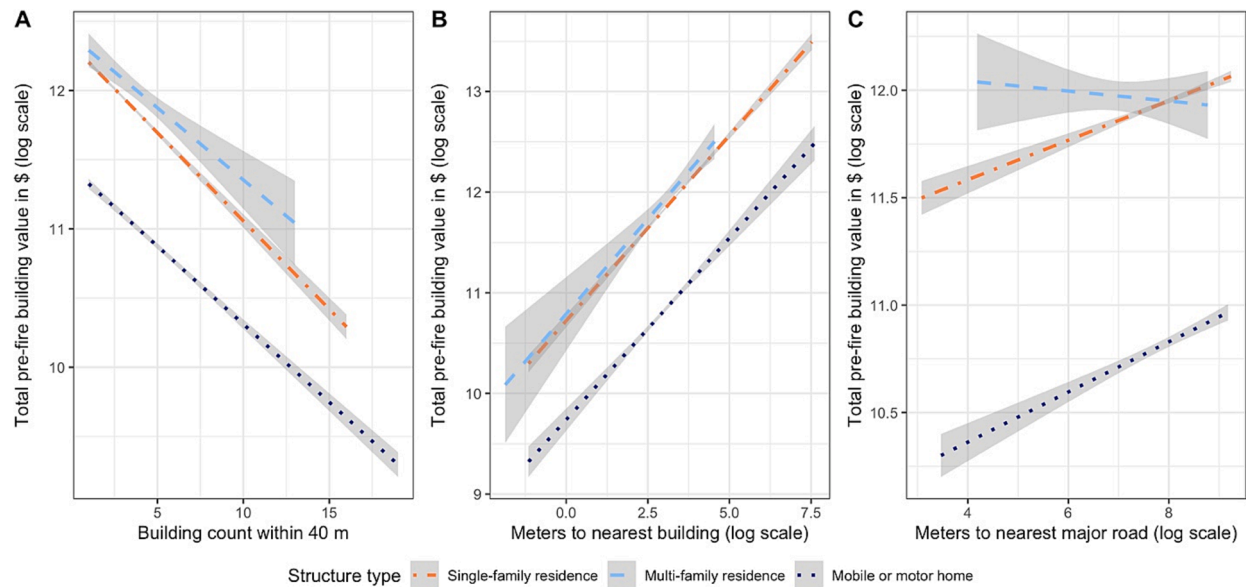 A
Total pre-fire building value in $ (log scale)
12
11
10
5
10
15
Building count within 40 m
B
Total pre-fire building value in $ (log scale)
13
12
11
10
9
0.0
2.5
5.0
7.5
Meters to nearest building (log scale)
C
Total pre-fire building value in $ (log scale)
12.0
11.5
11.0
10.5
4
6
8
Meters to nearest major road (log scale)
Structure type Single-family residence Multi-family residence Mobile or motor home